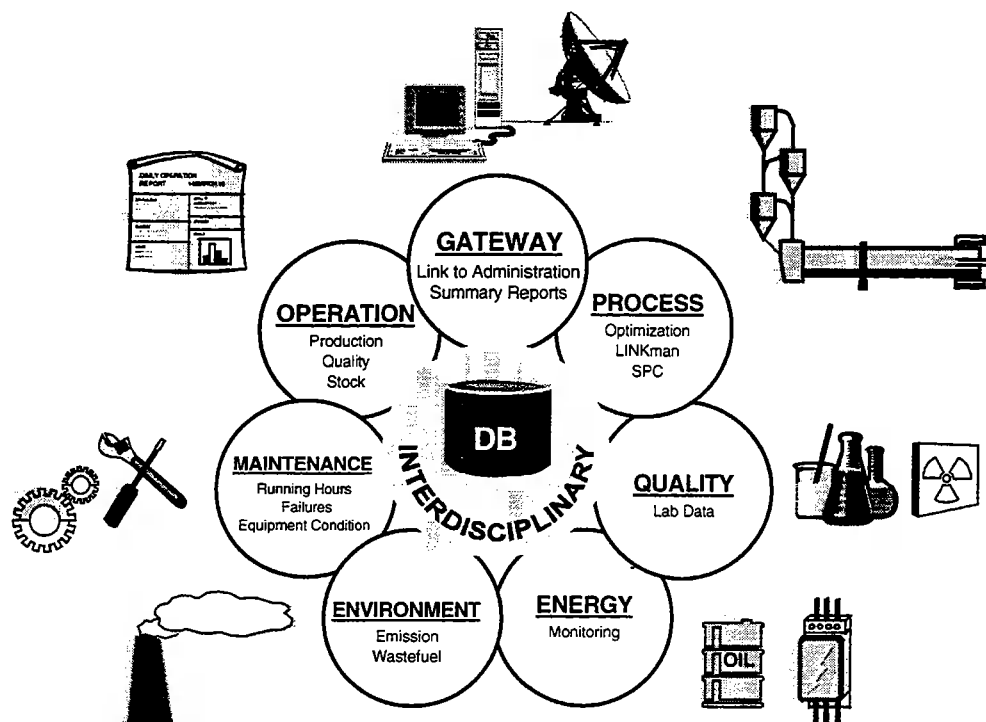 DAILY OPERATION
REPORT
GATEWAY
Link to Administration
Summary Reports
OPERATION
Production
Quality
Stock
PROCESS
Optimization
LINKman
SPC
DB
INTERDISCIPLINARY
MAINTENANCE
Running Hours
Failures
Equipment Condition
QUALITY
Lab Data
ENVIRONMENT
Emission
Wastefuel
ENERGY
Monitoring
OIL